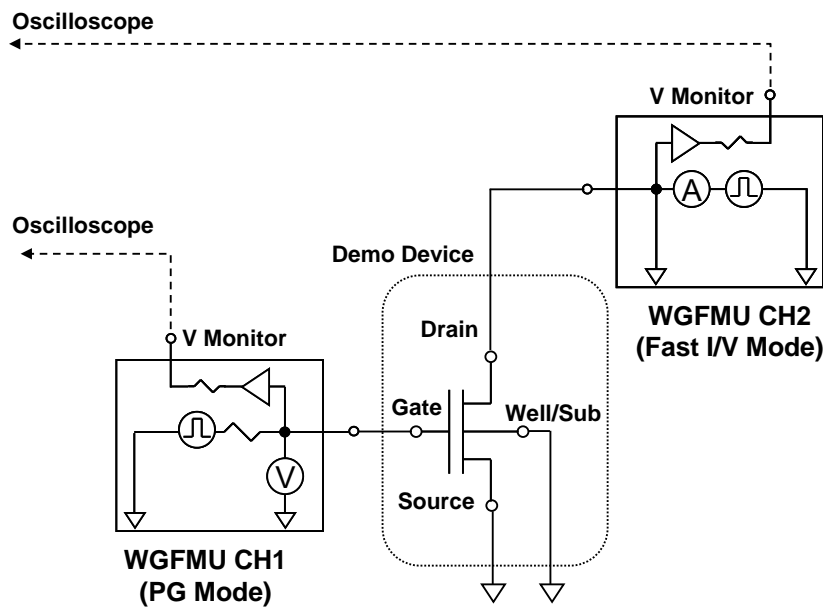 Oscilloscope
V Monitor
A
Oscilloscope
Demo Device
WGFMU CH2
(Fast I/V Mode)
V Monitor
Drain
Gate
Well/Sub
V
Source
WGFMU CH1
(PG Mode)